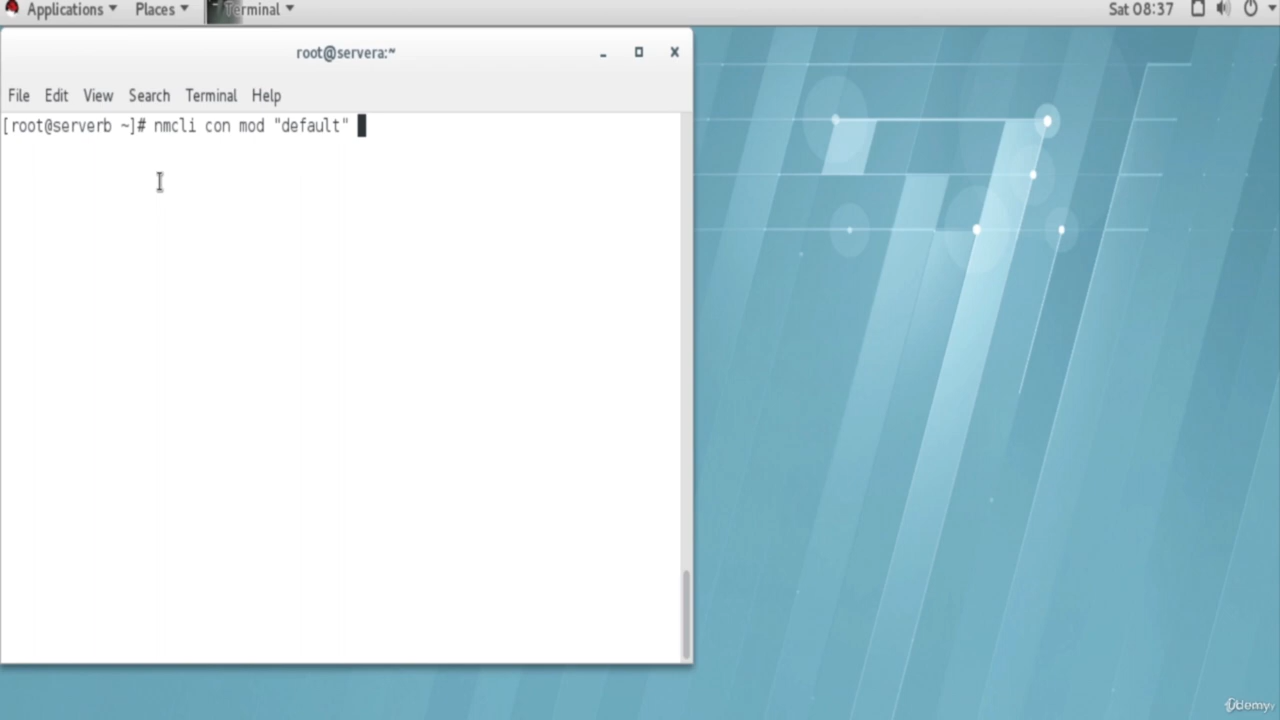 Applications Places Terminal Sat 08:37
root@servera:~
File Edit View Search Terminal Help
[root@serverb ~]# nmcli con mod "default"
Udemy